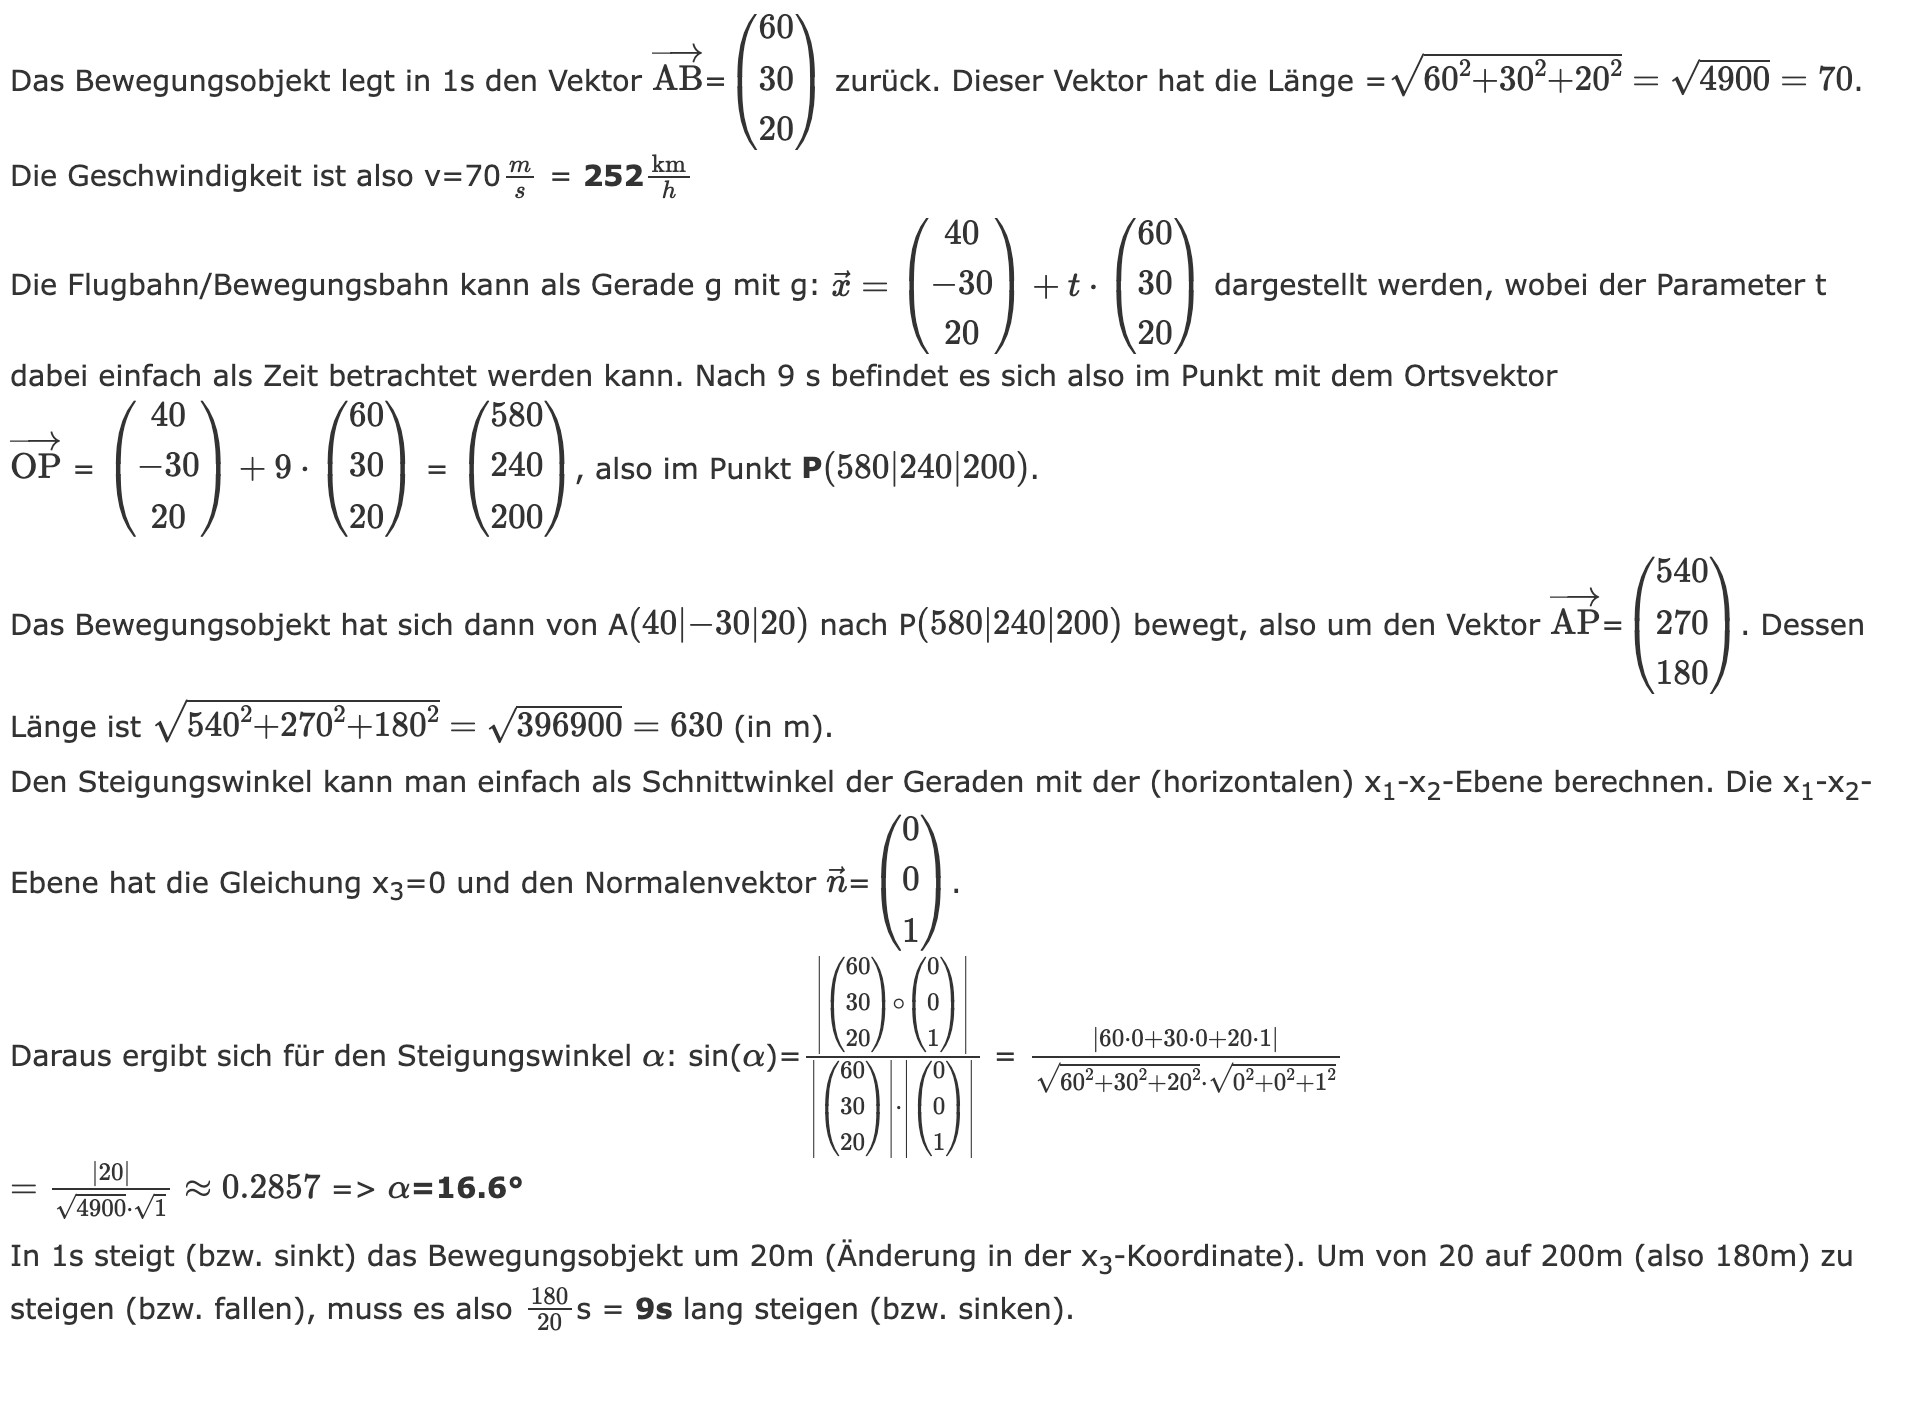 Das Bewegungsobjekt legt in 1s den Vektor $\overrightarrow{AB}$=$\begin{pmatrix}60\\30\\20\end{pmatrix}$ zurück. Dieser Vektor hat die Länge =$\sqrt{60^2+30^2+20^2} = \sqrt{4900} = 70$.
Die Geschwindigkeit ist also v=70$\frac{m}{s}$ = 252$\frac{km}{h}$
Die Flugbahn/Bewegungsbahn kann als Gerade g mit g: $\vec{x} = \begin{pmatrix}40\\-30\\20\end{pmatrix} + t \cdot \begin{pmatrix}60\\30\\20\end{pmatrix}$ dargestellt werden, wobei der Parameter t
dabei einfach als Zeit betrachtet werden kann. Nach 9 s befindet es sich also im Punkt mit dem Ortsvektor
$\overrightarrow{OP}$ = $\begin{pmatrix}40\\-30\\20\end{pmatrix} + 9 \cdot \begin{pmatrix}60\\30\\20\end{pmatrix}$ = $\begin{pmatrix}580\\240\\200\end{pmatrix}$, also im Punkt P(580|240|200).
Das Bewegungsobjekt hat sich dann von A(40|−30|20) nach P(580|240|200) bewegt, also um den Vektor $\overrightarrow{AP}$=$\begin{pmatrix}540\\270\\180\end{pmatrix}$. Dessen
Länge ist $\sqrt{540^2+270^2+180^2} = \sqrt{396900} = 630$ (in m).
Den Steigungswinkel kann man einfach als Schnittwinkel der Geraden mit der (horizontalen) x₁-x₂-Ebene berechnen. Die x₁-x₂-
Ebene hat die Gleichung x₃=0 und den Normalenvektor $\vec{n}$=$\begin{pmatrix}0\\0\\1\end{pmatrix}$.
Daraus ergibt sich für den Steigungswinkel α: sin(α)=$\frac{\left|\begin{pmatrix}60\\30\\20\end{pmatrix} \circ \begin{pmatrix}0\\0\\1\end{pmatrix}\right|}{\left|\begin{pmatrix}60\\30\\20\end{pmatrix}\right| \cdot \left|\begin{pmatrix}0\\0\\1\end{pmatrix}\right|}$ = $\frac{|60\cdot0+30\cdot0+20\cdot1|}{\sqrt{60^2+30^2+20^2}\cdot\sqrt{0^2+0^2+1^2}}$
= $\frac{|20|}{\sqrt{4900}\cdot\sqrt{1}}$ ≈ 0.2857 => α=16.6°
In 1s steigt (bzw. sinkt) das Bewegungsobjekt um 20m (Änderung in der x₃-Koordinate). Um von 20 auf 200m (also 180m) zu
steigen (bzw. fallen), muss es also $\frac{180}{20}$s = 9s lang steigen (bzw. sinken).